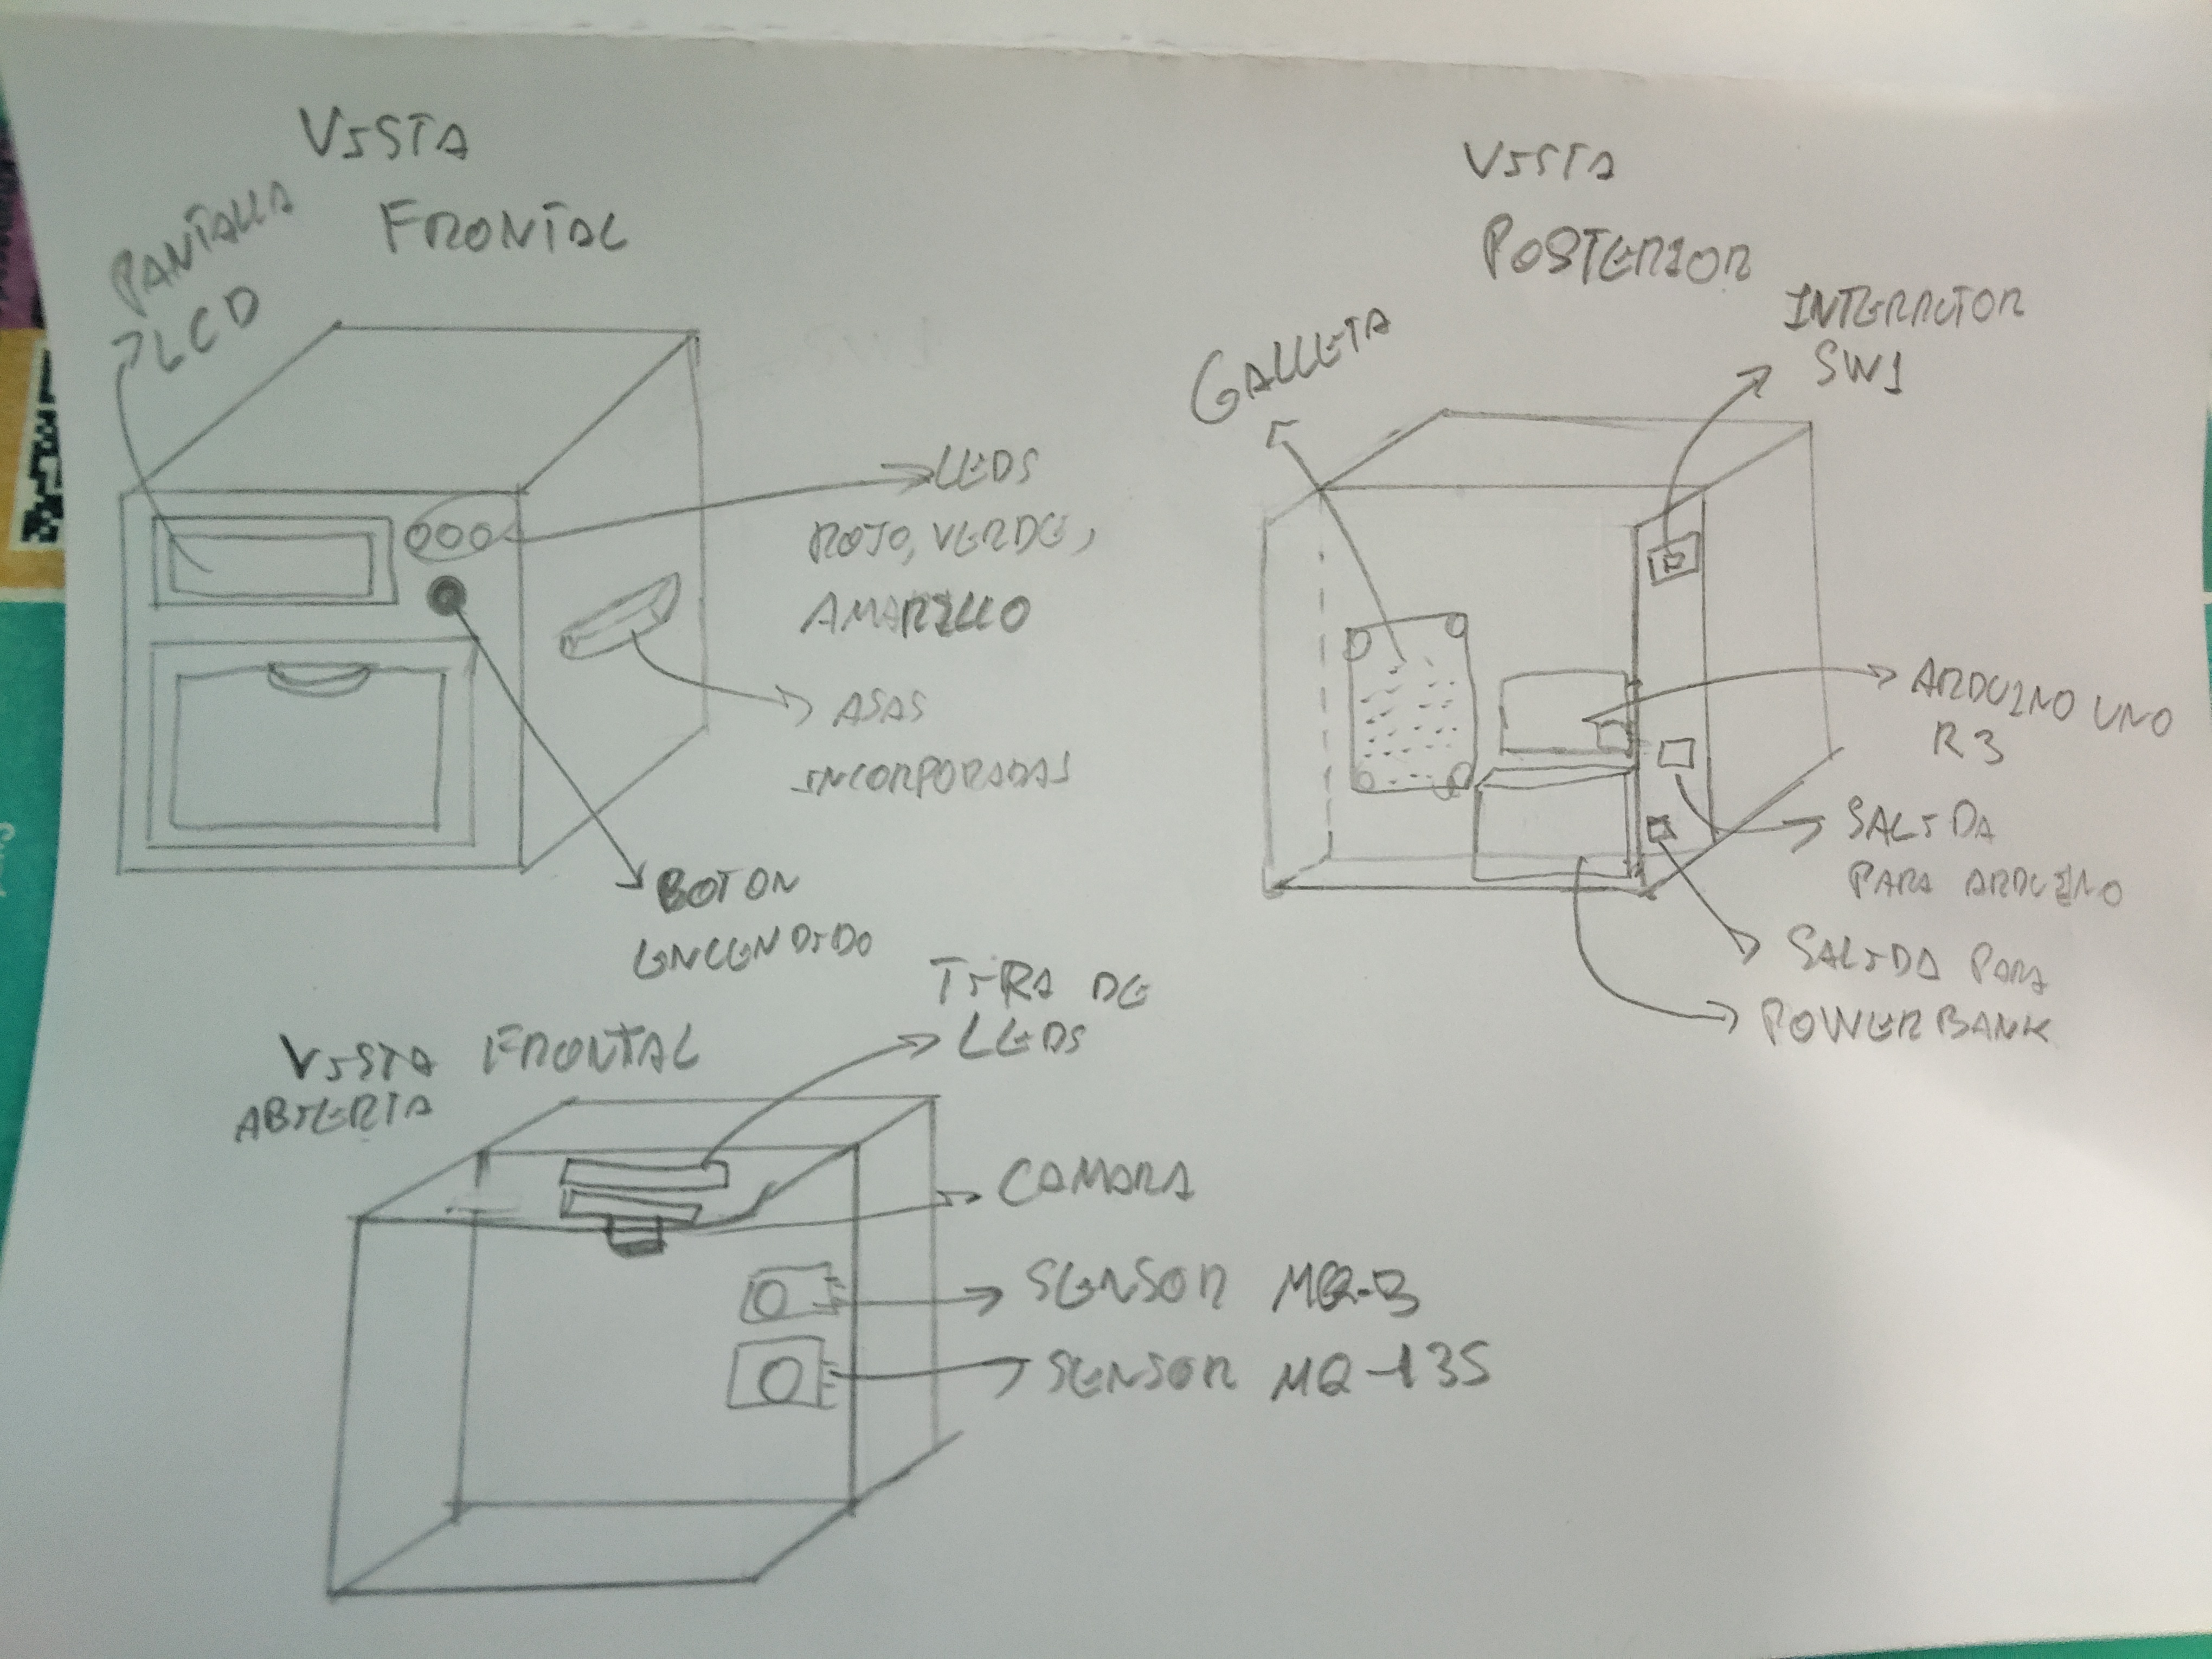 VISTA
FRONTAL
PANTALLA
LCD
LEDS
ROJO, VERDE,
AMARILLO
ASAS
INCORPORADAS
BOTON
ENCENDIDO
VISTA
POSTERIOR
GALLETA
INTERRUTOR
SW1
ARDUINO UNO
R3
SALIDA
PARA ARDUINO
SALIDA PARA
POWERBANK
VISTA FRONTAL
ABIERTA
TIRA DE
LEDS
CAMARA
SENSOR MQ-3
SENSOR MQ-135